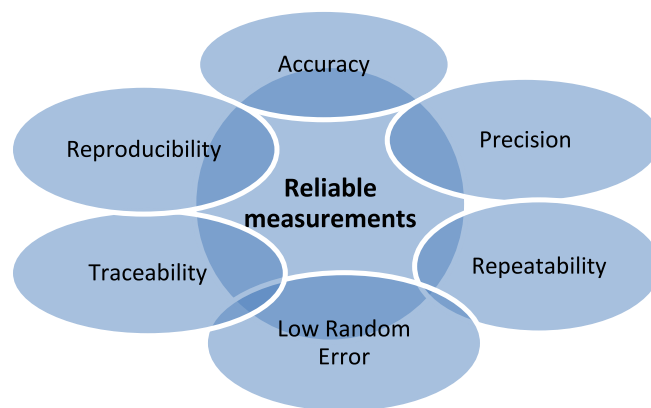 Accuracy
Precision
Reproducibility
Reliable
measurements
Traceability
Repeatability
Low Random
Error